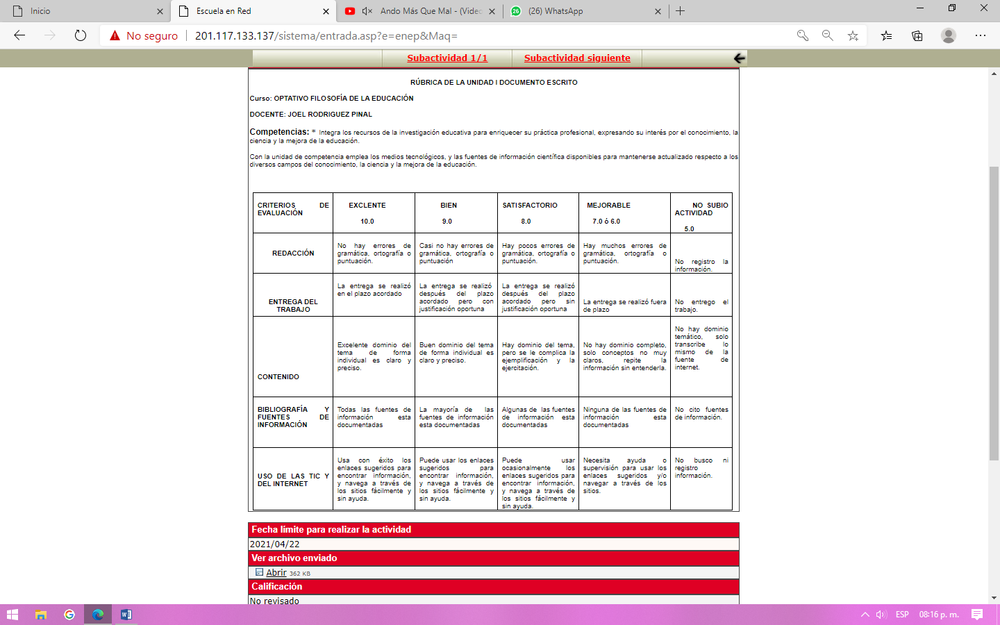 Inicio
Escuela en Red
Ando Más Que Mal - (Video
26
(26) WhatsApp
No seguro
201.117.133.137/sistema/entrada.asp?e=enep&Maq=
Subactividad 1/1
Subactividad siguiente
RÚBRICA DE LA UNIDAD I DOCUMENTO ESCRITO
Curso: OPTATIVO FILOSOFÍA DE LA EDUCACIÓN
DOCENTE: JOEL RODRIGUEZ PINAL
Competencias: * Integra los recursos de la investigación educativa para enriquecer su práctica profesional, expresando su interés por el conocimiento, la
ciencia y la mejora de la educación.
Con la unidad de competencia emplea los medios tecnológicos, y las fuentes de información científica disponibles para mantenerse actualizado respecto a los
diversos campos del conocimiento, la ciencia y la mejora de la educación.
CRITERIOS DE
EVALUACIÓN
EXCLENTE
10.0
BIEN
9.0
SATISFACTORIO
8.0
MEJORABLE
7.0 ó 6.0
NO SUBIO
ACTIVIDAD
5.0
REDACCIÓN
No hay errores de
gramática, ortografía o
puntuación.
Casi no hay errores de
gramática, ortografía o
puntuación
Hay pocos errores de
gramática, ortografía o
puntuación.
Hay muchos errores de
gramática, ortografía o
puntuación.
No registro la
información.
ENTREGA DEL
TRABAJO
La entrega se realizó
en el plazo acordado
La entrega se realizó
después del plazo
acordado pero con
justificación oportuna
La entrega se realizó
después del plazo
acordado pero sin
justificación oportuna
La entrega se realizó fuera
de plazo
No entrego el
trabajo.
CONTENIDO
Excelente dominio del
tema de forma
individual es claro y
preciso.
Buen dominio del tema
de forma individual es
claro y preciso.
Hay dominio del tema,
pero se le complica la
ejemplificación y la
ejercitación.
No hay dominio completo,
solo conceptos no muy
claros, repite la
información sin entenderla.
No hay dominio
temático, solo
transcribe lo
mismo de la
fuente de
internet.
BIBLIOGRAFÍA Y
FUENTES DE
INFORMACIÓN
Todas las fuentes de
información esta
documentadas
La mayoría de las
fuentes de información
esta documentadas
Algunas de las fuentes
de información esta
documentadas
Ninguna de las fuentes de
información esta
documentadas
No cito fuentes
de información.
USO DE LAS TIC Y
DEL INTERNET
Usa con éxito los
enlaces sugeridos para
encontrar información,
y navega a través de
los sitios fácilmente y
sin ayuda.
Puede usar los enlaces
sugeridos para
encontrar información,
y navega a través de
los sitios fácilmente y
sin ayuda.
Puede usar
ocasionalmente los
enlaces sugeridos para
encontrar información,
y navega a través de
los sitios fácilmente y
sin ayuda.
Necesita ayuda o
supervisión para usar los
enlaces sugeridos y/o
navegar a través de los
sitios.
No busco ni
registro
información.
Fecha límite para realizar la actividad
2021/04/22
Ver archivo enviado
Abrir 362 KB
Calificación
No revisado
ESP
08:16 p. m.